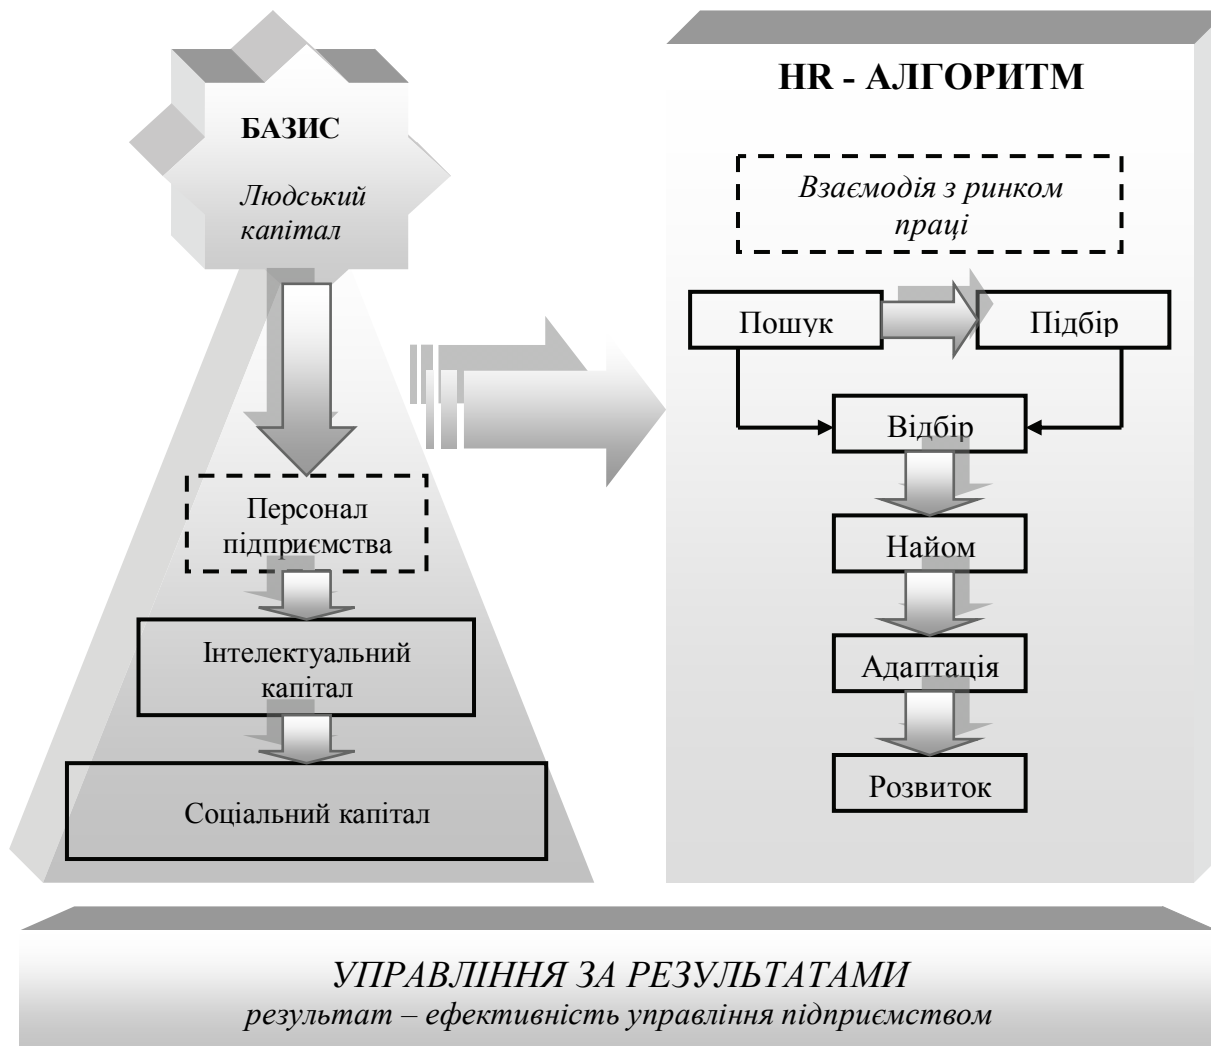 БАЗИС
Людський
капітал
Персонал
підприємства
Інтелектуальний
капітал
Соціальний капітал
HR - АЛГОРИТМ
Взаємодія з ринком
праці
Пошук
Підбір
Відбір
Найом
Адаптація
Розвиток
УПРАВЛІННЯ ЗА РЕЗУЛЬТАТАМИ
результат – ефективність управління підприємством